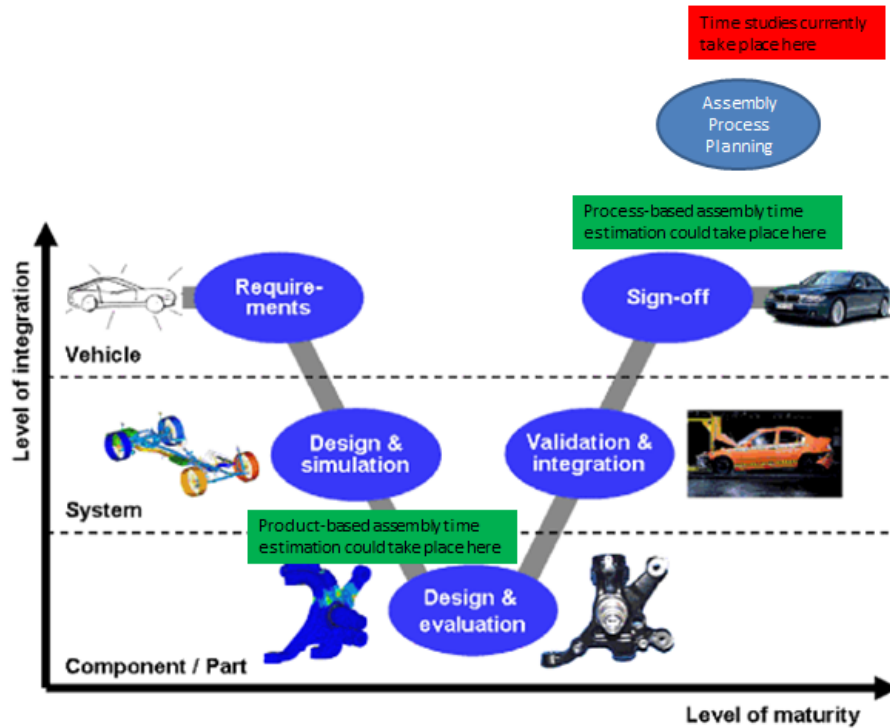 Time studies currently
take place here
Assembly
Process
Planning
Process-based assembly time
estimation could take place here
Level of integration
Require-
ments
Sign-off
Vehicle
Design &
simulation
Validation &
integration
System
Product-based assembly time
estimation could take place here
Design &
evaluation
Component / Part
Level of maturity